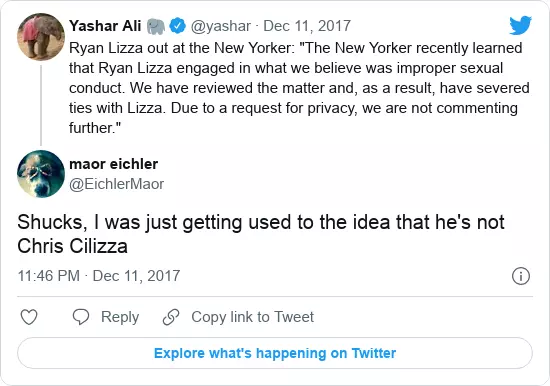 Yashar Ali 🐘 @yashar · Dec 11, 2017
Ryan Lizza out at the New Yorker: "The New Yorker recently learned
that Ryan Lizza engaged in what we believe was improper sexual
conduct. We have reviewed the matter and, as a result, have severed
ties with Lizza. Due to a request for privacy, we are not commenting
further."
maor eichler
@EichlerMaor
Shucks, I was just getting used to the idea that he's not
Chris Cilizza
11:46 PM · Dec 11, 2017
Reply
Copy link to Tweet
Explore what's happening on Twitter